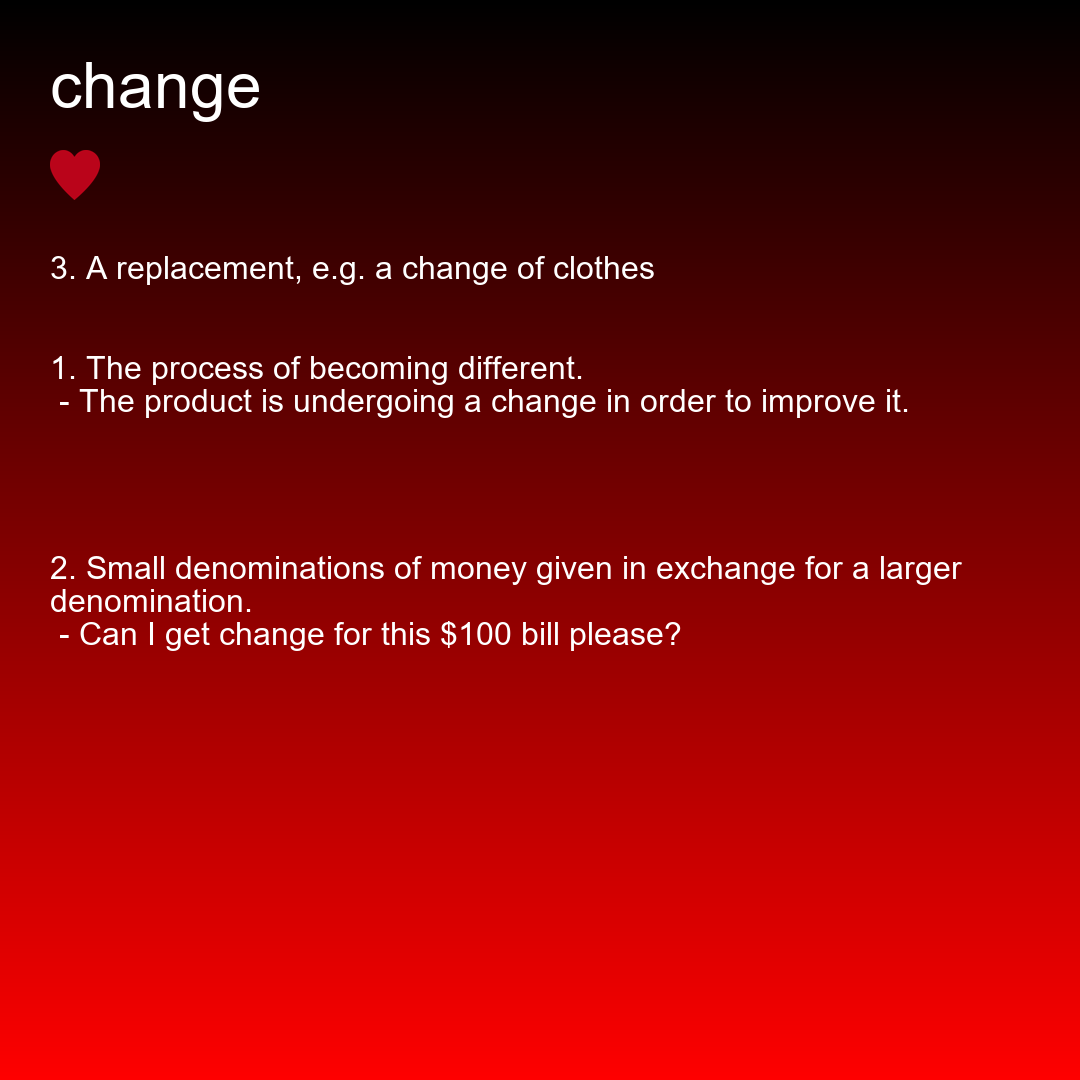 change
3. A replacement, e.g. a change of clothes
1. The process of becoming different.
- The product is undergoing a change in order to improve it.
2. Small denominations of money given in exchange for a larger
denomination.
- Can I get change for this $100 bill please?